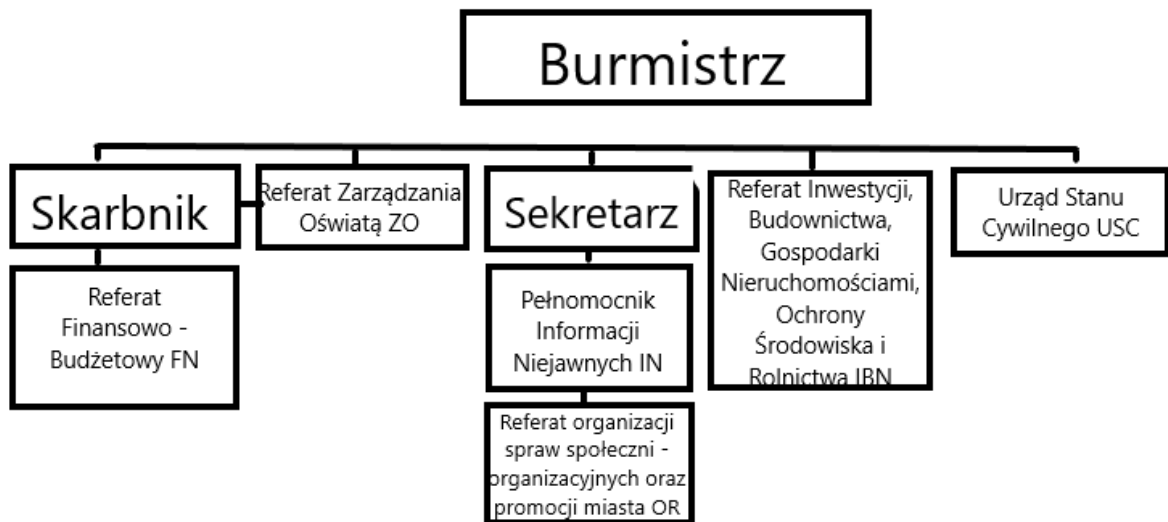 Burmistrz
Skarbnik
Referat Zarządzania
Oświatą ZO
Sekretarz
Referat Inwestycji,
Budownictwa,
Gospodarki
Nieruchomościami,
Ochrony
Środowiska i
Rolnictwa IBN
Urząd Stanu
Cywilnego USC
Referat
Finansowo -
Budżetowy FN
Pełnomocnik
Informacji
Niejawnych IN
Referat organizacji
spraw społeczni -
organizacyjnych oraz
promocji miasta OR